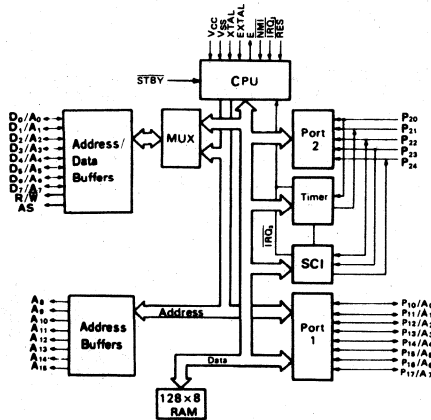 VCC
VSS
XTAL
EXTAL
E
NMI
IRQ1
RES
STBY
CPU
D0/A0
D1/A1
D2/A2
D3/A3
D4/A4
D5/A5
D6/A6
D7/A7
R/W
AS
Address/
Data
Buffers
MUX
Port
2
P20
P21
P22
P23
P24
Timer
IRQ2
SCI
A8
A9
A10
A11
A12
A13
A14
A15
Address
Buffers
Address
Data
Port
1
P10/A0
P11/A1
P12/A2
P13/A3
P14/A4
P15/A5
P16/A6
P17/A7
128×8
RAM